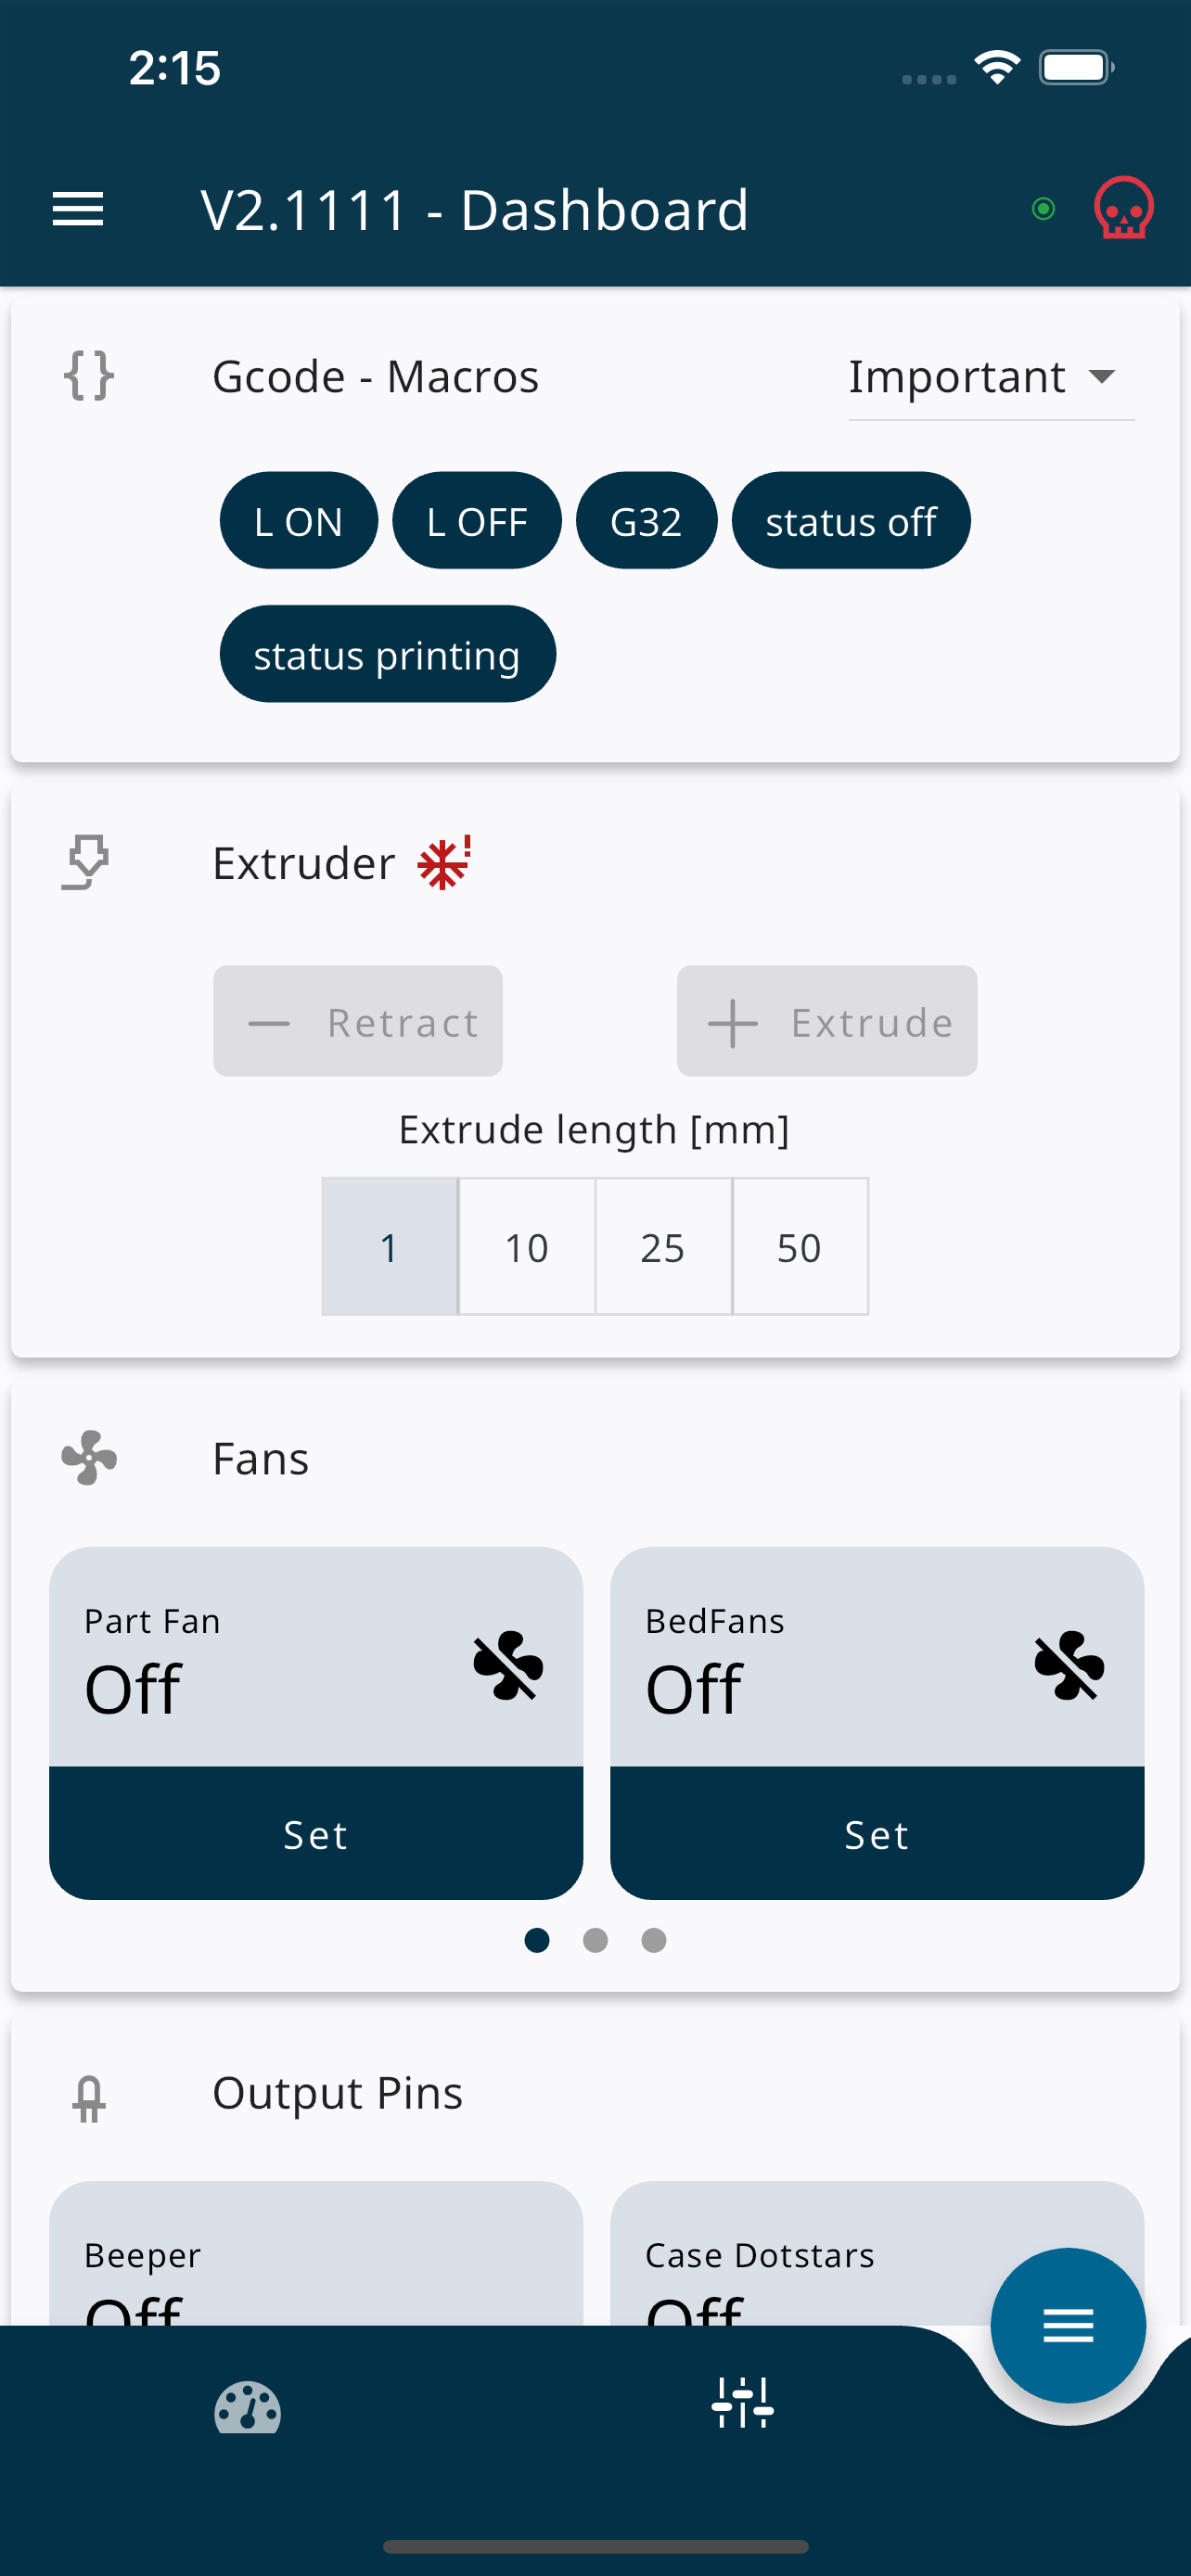 2:15
V2.1111 - Dashboard
Gcode - Macros Important
L ON L OFF G32 status off
status printing
Extruder
Retract Extrude
Extrude length [mm]
1 10 25 50
Fans
Part Fan BedFans
Off Off
Set Set
Output Pins
Beeper Case Dotstars
Off Off